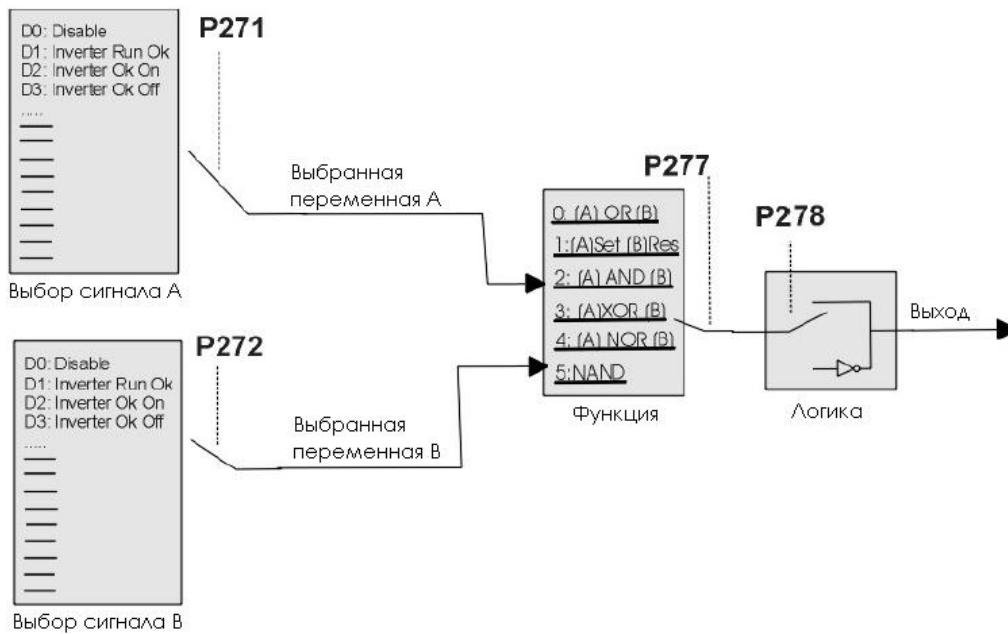 D0: Disable
D1: Inverter Run Ok
D2: Inverter Ok On
D3: Inverter Ok Off
.....
Выбор сигнала А
P271
Выбранная
переменная А
D0: Disable
D1: Inverter Run Ok
D2: Inverter Ok On
D3: Inverter Ok Off
.....
Выбор сигнала В
P272
Выбранная
переменная В
P277
0: (A) OR (B)
1:(A)Set (B)Res
2: (A) AND (B)
3: (A)XOR (B)
4: (A) NOR (B)
5:NAND
Функция
P278
Логика
Выход